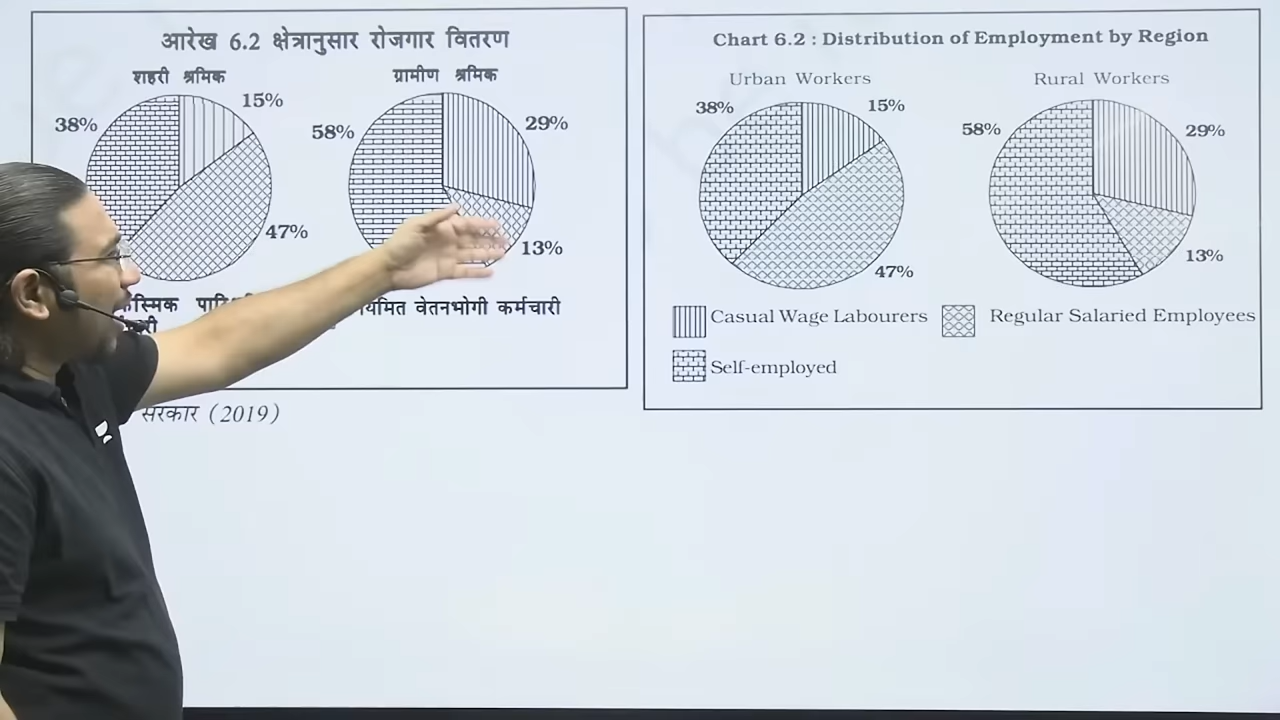 आरेख 6.2 क्षेत्रानुसार रोजगार वितरण
शहरी श्रमिक
ग्रामीण श्रमिक
15%
38%
47%
58%
29%
13%
वेतनभोगी कर्मचारी
सरकार (2019)
Chart 6.2 : Distribution of Employment by Region
Urban Workers
Rural Workers
38%
15%
47%
58%
29%
13%
Casual Wage Labourers
Regular Salaried Employees
Self-employed